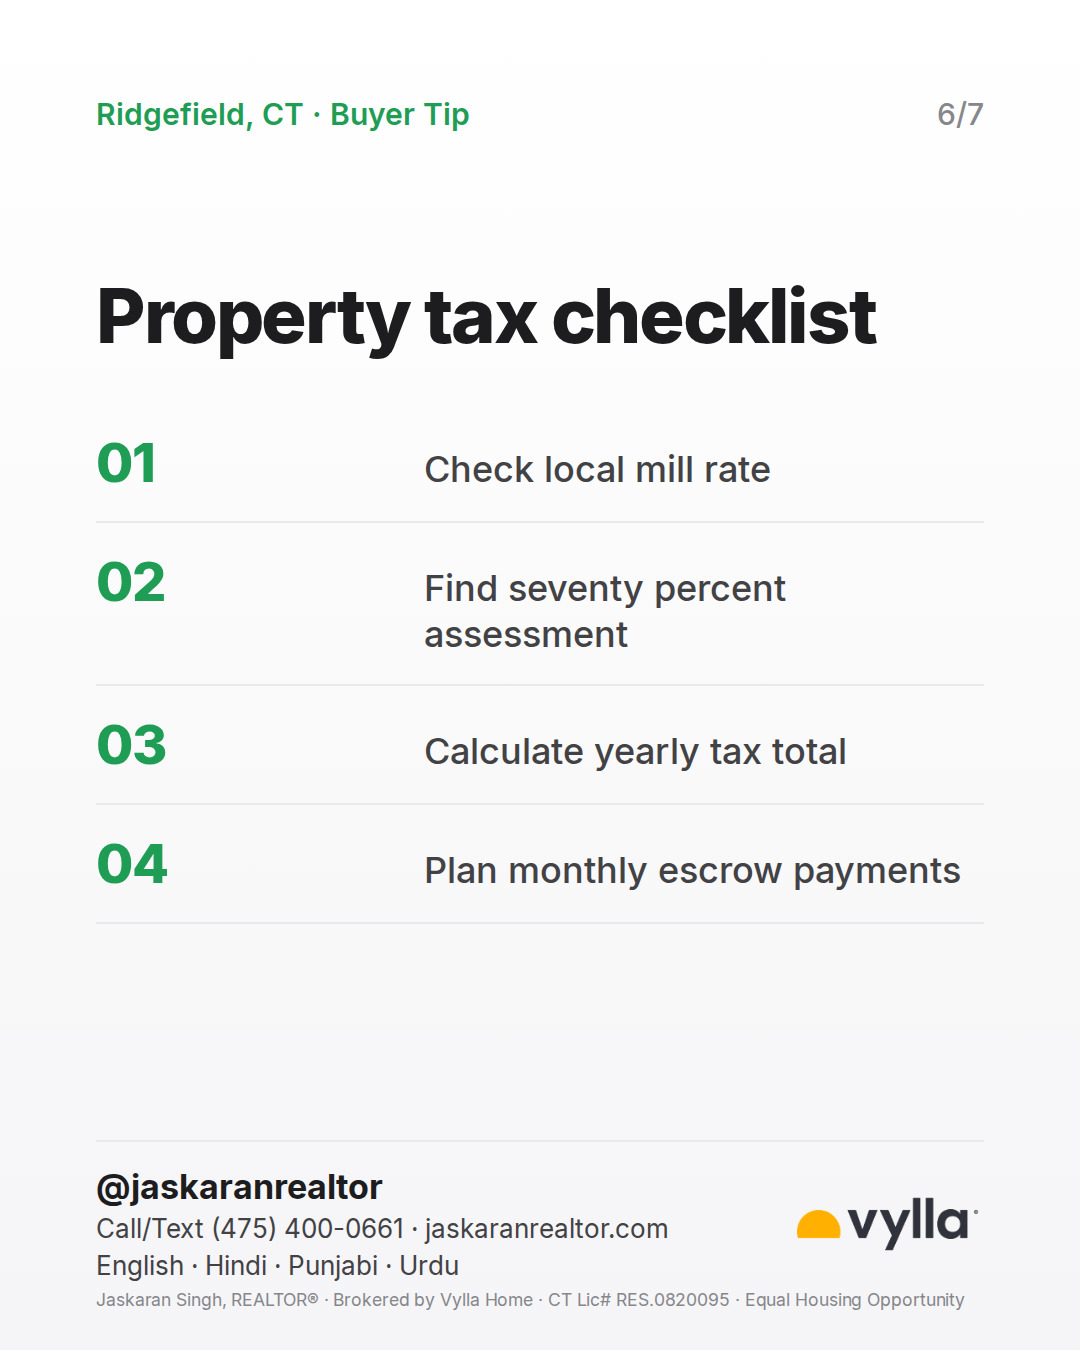 Ridgefield, CT · Buyer Tip
6/7
Property tax checklist
01
Check local mill rate
02
Find seventy percent
assessment
03
Calculate yearly tax total
04
Plan monthly escrow payments
@jaskaranrealtor
Call/Text (475) 400-0661 · jaskaranrealtor.com
English · Hindi · Punjabi · Urdu
Jaskaran Singh, REALTOR® · Brokered by Vylla Home · CT Lic# RES.0820095 · Equal Housing Opportunity
vylla